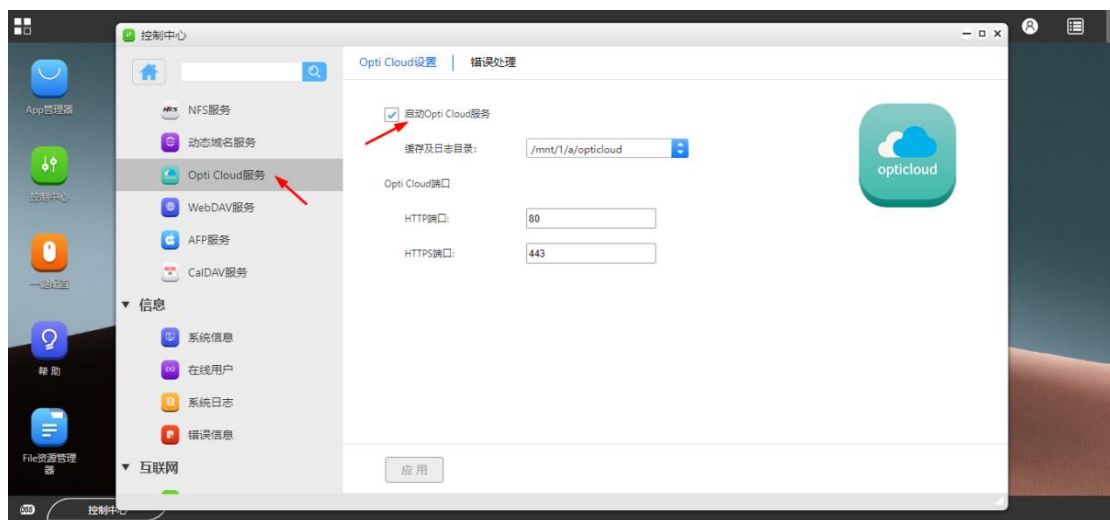 控制中心
Opti Cloud设置 | 错误处理
App管理器
NFS服务
启动Opti Cloud服务
动态域名服务
缓存及日志目录:
/mnt/1/a/opticloud
opticloud
Opti Cloud服务
Opti Cloud端口
控制中心
WebDAV服务
HTTP端口:
80
AFP服务
HTTPS端口:
443
CalDAV服务
一键配置
信息
系统信息
帮助
在线用户
系统日志
错误信息
File资源管理
器
互联网
应用
控制中心